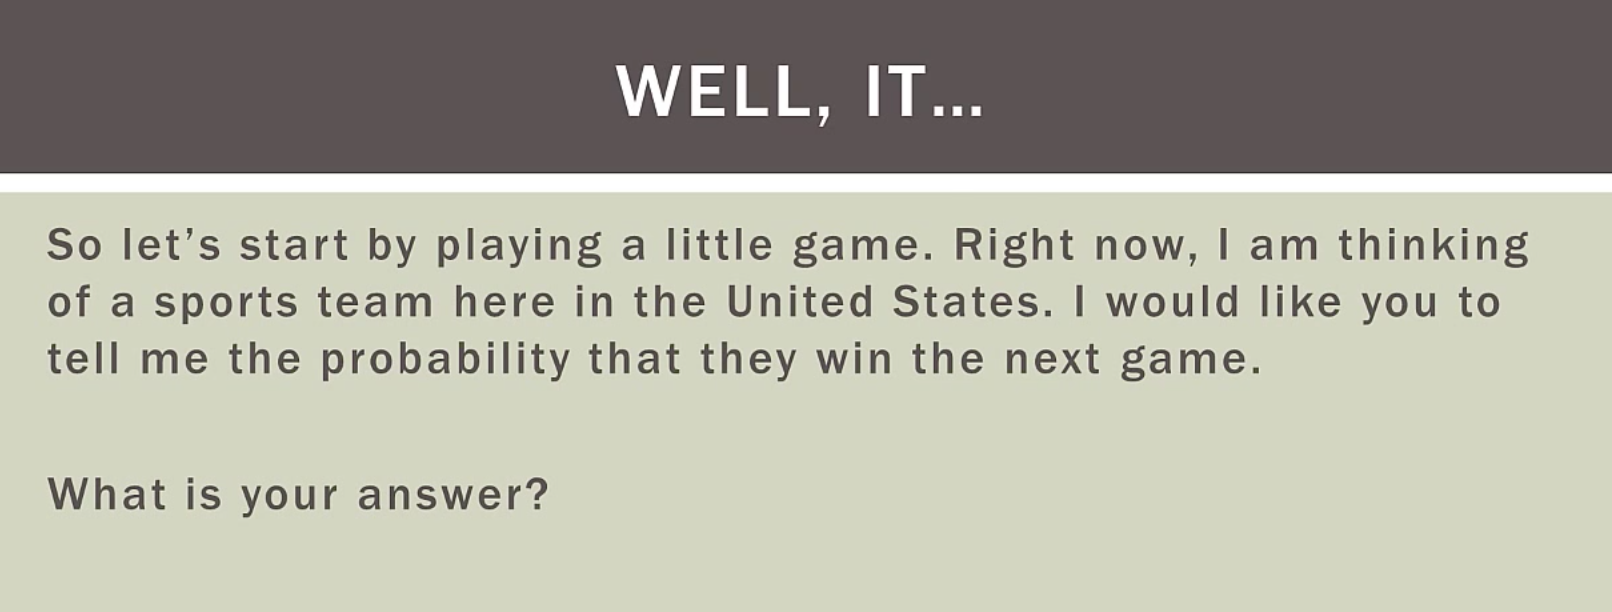 WELL, IT...
So let’s start by playing a little game. Right now, I am thinking
of a sports team here in the United States. I would like you to
tell me the probability that they win the next game.
What is your answer?